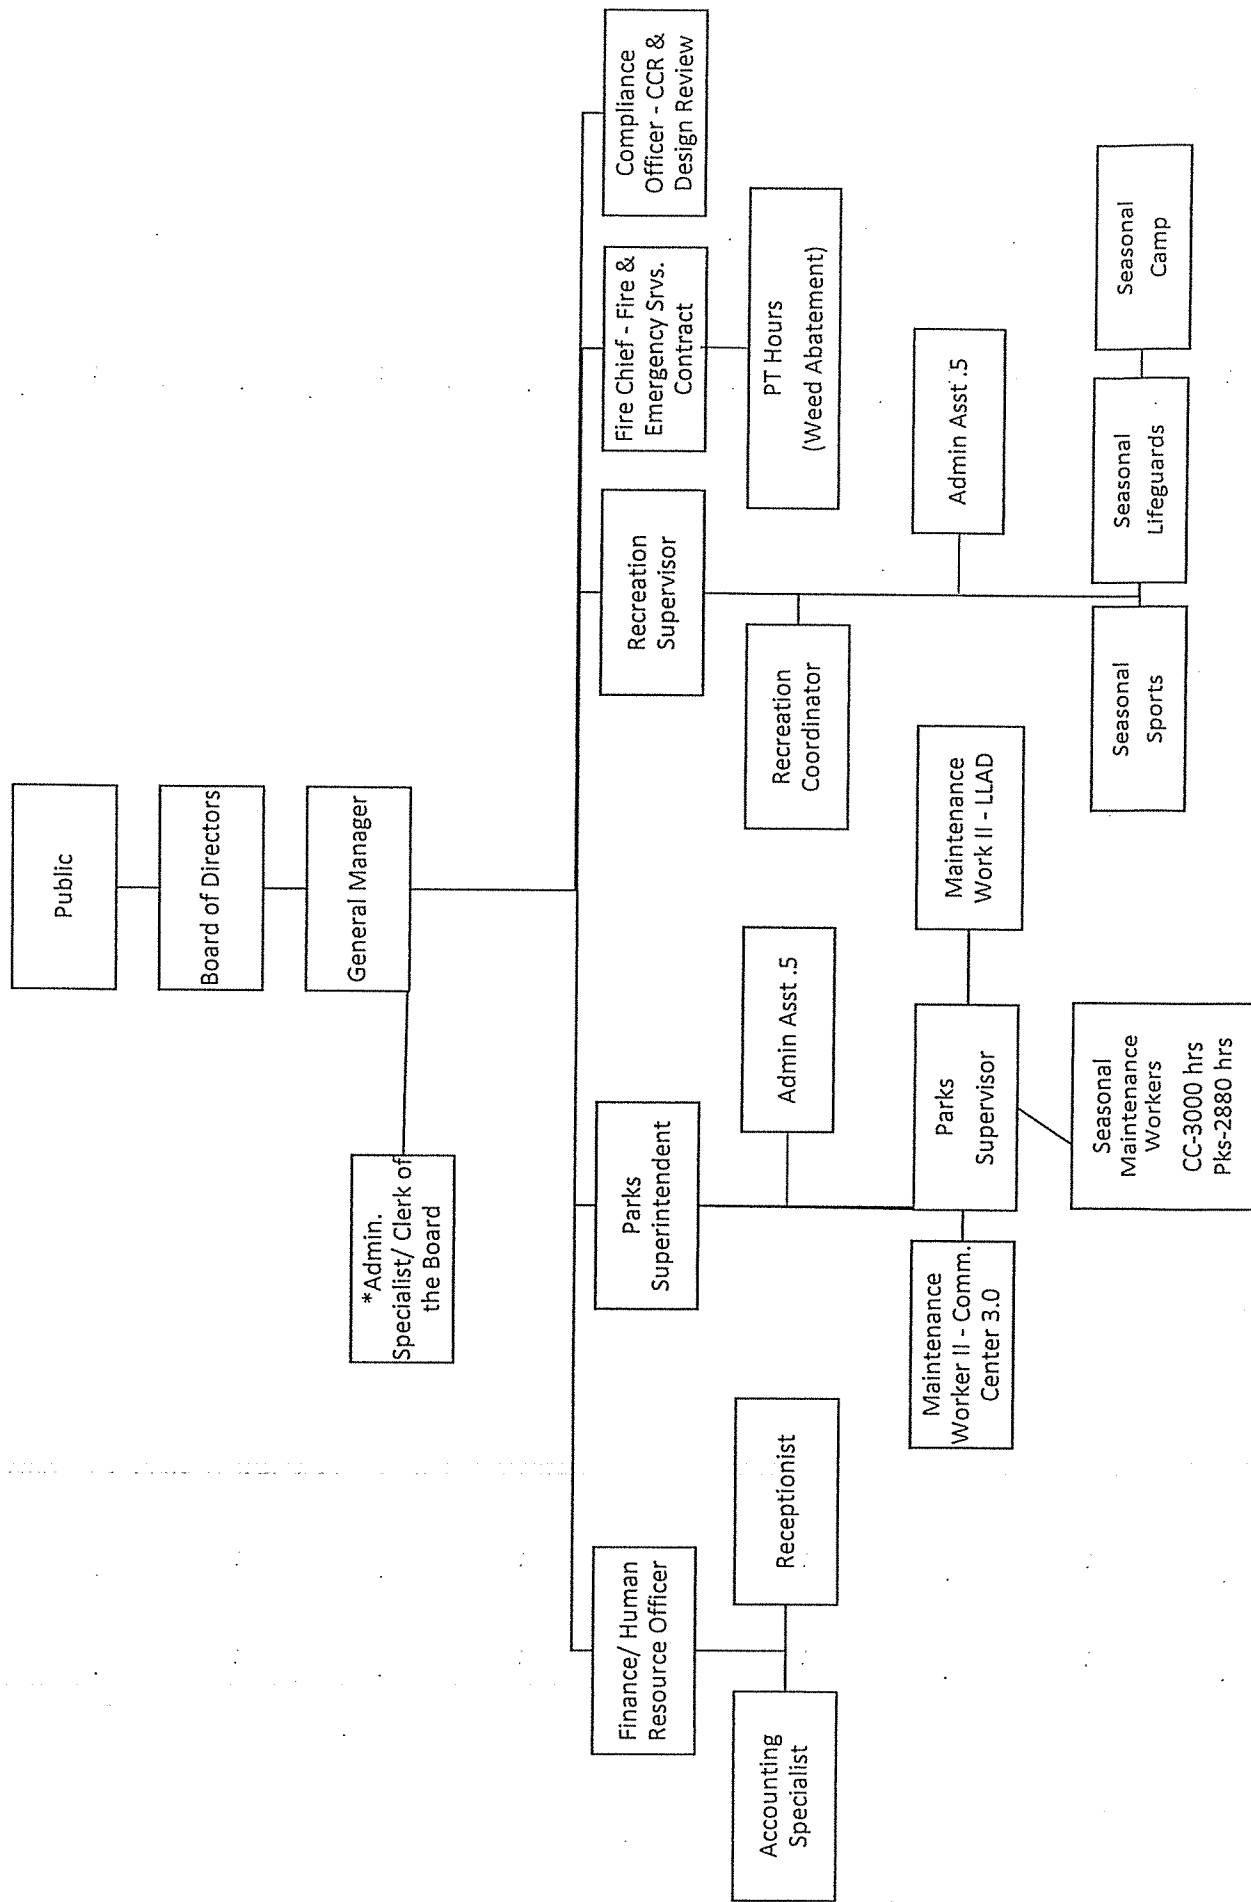 Public
Board of Directors
General Manager
*Admin.
Specialist/ Clerk of
the Board
Finance/ Human
Resource Officer
Parks
Superintendent
Recreation
Supervisor
Fire Chief - Fire &
Emergency Srvs.
Contract
Compliance
Officer - CCR &
Design Review
Accounting
Specialist
Receptionist
Admin Asst .5
Recreation
Coordinator
PT Hours
(Weed Abatement)
Maintenance
Worker II - Comm.
Center 3.0
Parks
Supervisor
Maintenance
Work II - LLAD
Admin Asst .5
Seasonal
Maintenance
Workers
CC-3000 hrs
Pks-2880 hrs
Seasonal
Sports
Seasonal
Lifeguards
Seasonal
Camp